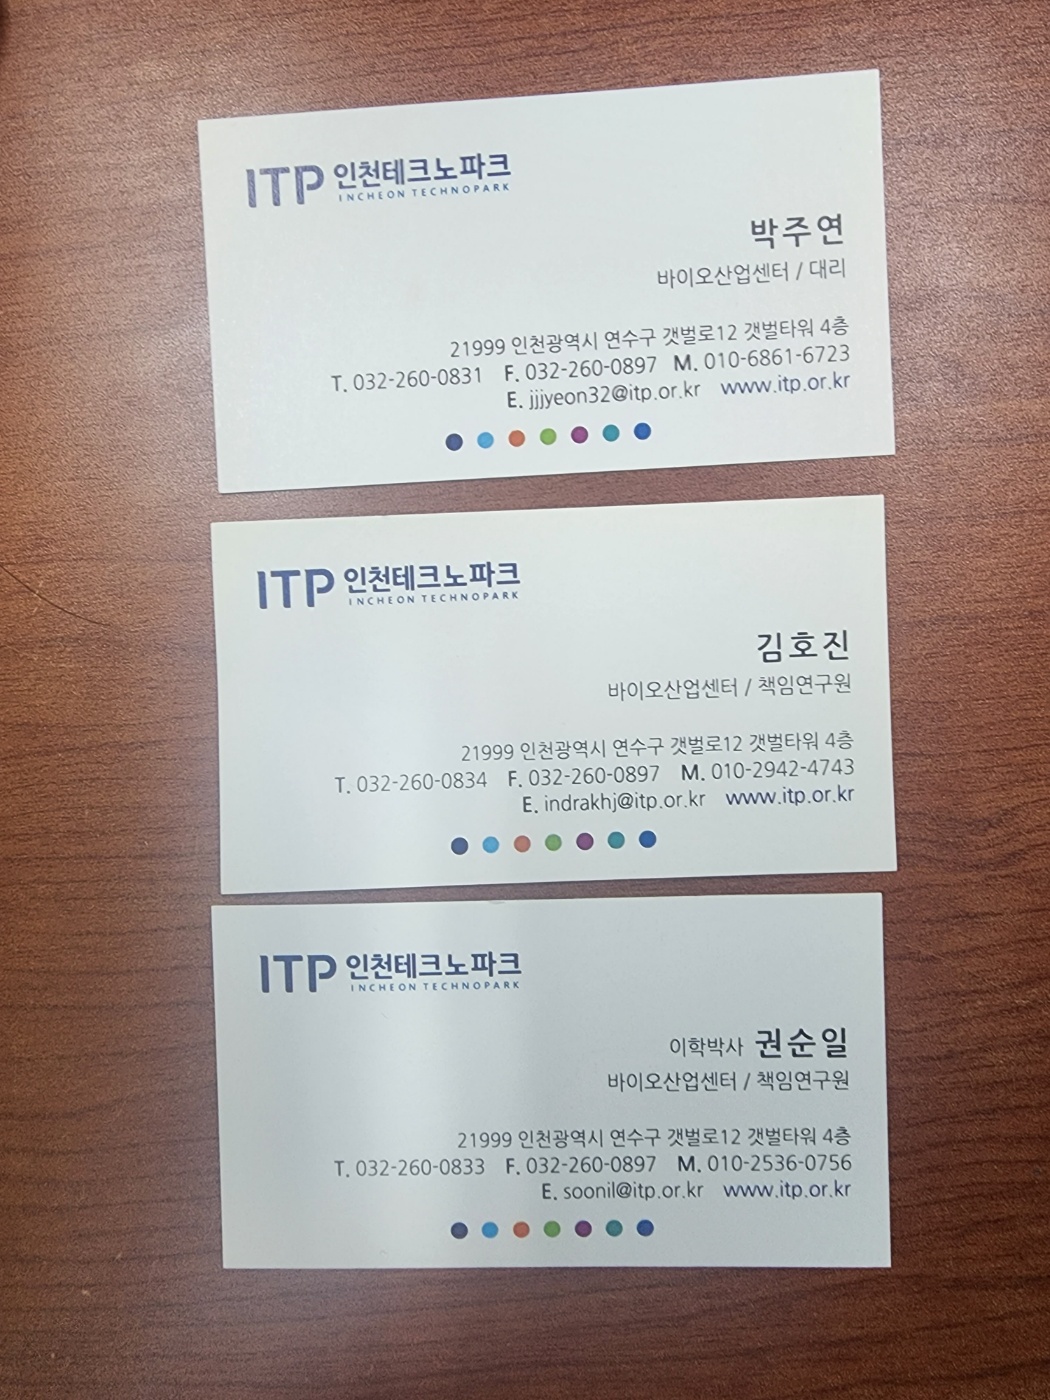 ITP 인천테크노파크
INCHEON TECHNOPARK
박주연
바이오산업센터 / 대리
21999 인천광역시 연수구 갯벌로12 갯벌타워 4층
T. 032-260-0831 F. 032-260-0897 M. 010-6861-6723
E. jjjyeon32@itp.or.kr www.itp.or.kr
ITP 인천테크노파크
INCHEON TECHNOPARK
김호진
바이오산업센터 / 책임연구원
21999 인천광역시 연수구 갯벌로12 갯벌타워 4층
T. 032-260-0834 F. 032-260-0897 M. 010-2942-4743
E. indrakhj@itp.or.kr www.itp.or.kr
ITP 인천테크노파크
INCHEON TECHNOPARK
이학박사 권순일
바이오산업센터 / 책임연구원
21999 인천광역시 연수구 갯벌로12 갯벌타워 4층
T. 032-260-0833 F. 032-260-0897 M. 010-2536-0756
E. soonil@itp.or.kr www.itp.or.kr